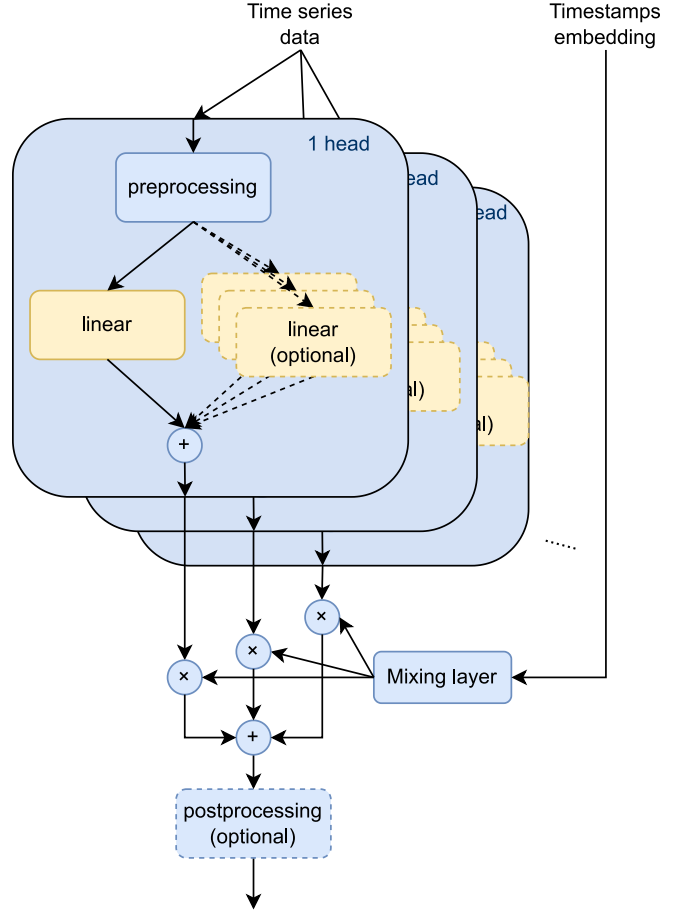 Time series
data
Timestamps
embedding
1 head
ead
ead
preprocessing
linear
linear
(optional)
al)
al)
+
×
×
×
Mixing layer
+
postprocessing
(optional)
......